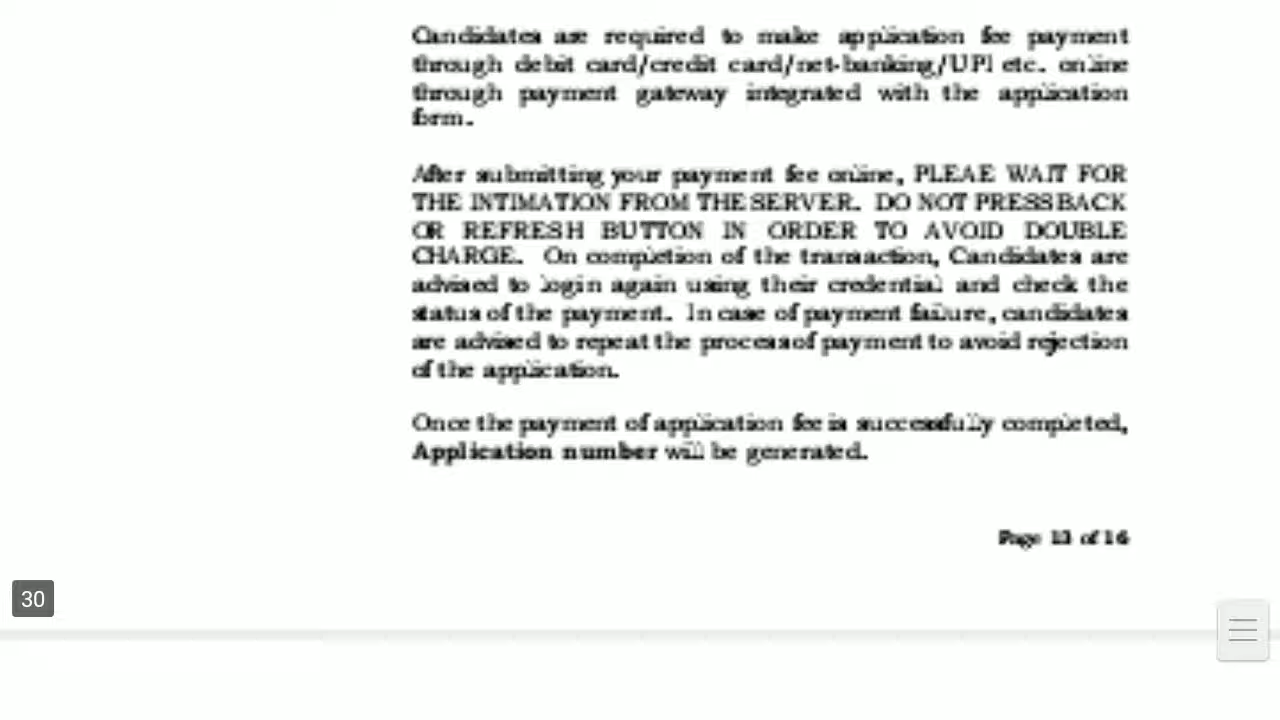 Candidates are required to make application fee payment
through debit card/credit card/net-banking/UPI etc. online
through payment gateway integrated with the application
form.
After submitting your payment fee online, PLEAE WAIT FOR
THE INTIMATION FROM THE SERVER. DO NOT PRESS BACK
OR REFRESH BUTTON IN ORDER TO AVOID DOUBLE
CHARGE. On completion of the transaction, Candidates are
advised to login again using their credential and check the
status of the payment. In case of payment failure, candidates
are advised to repeat the process of payment to avoid rejection
of the application.
Once the payment of application fee is successfully completed,
Application number will be generated.
Page 13 of 16
30